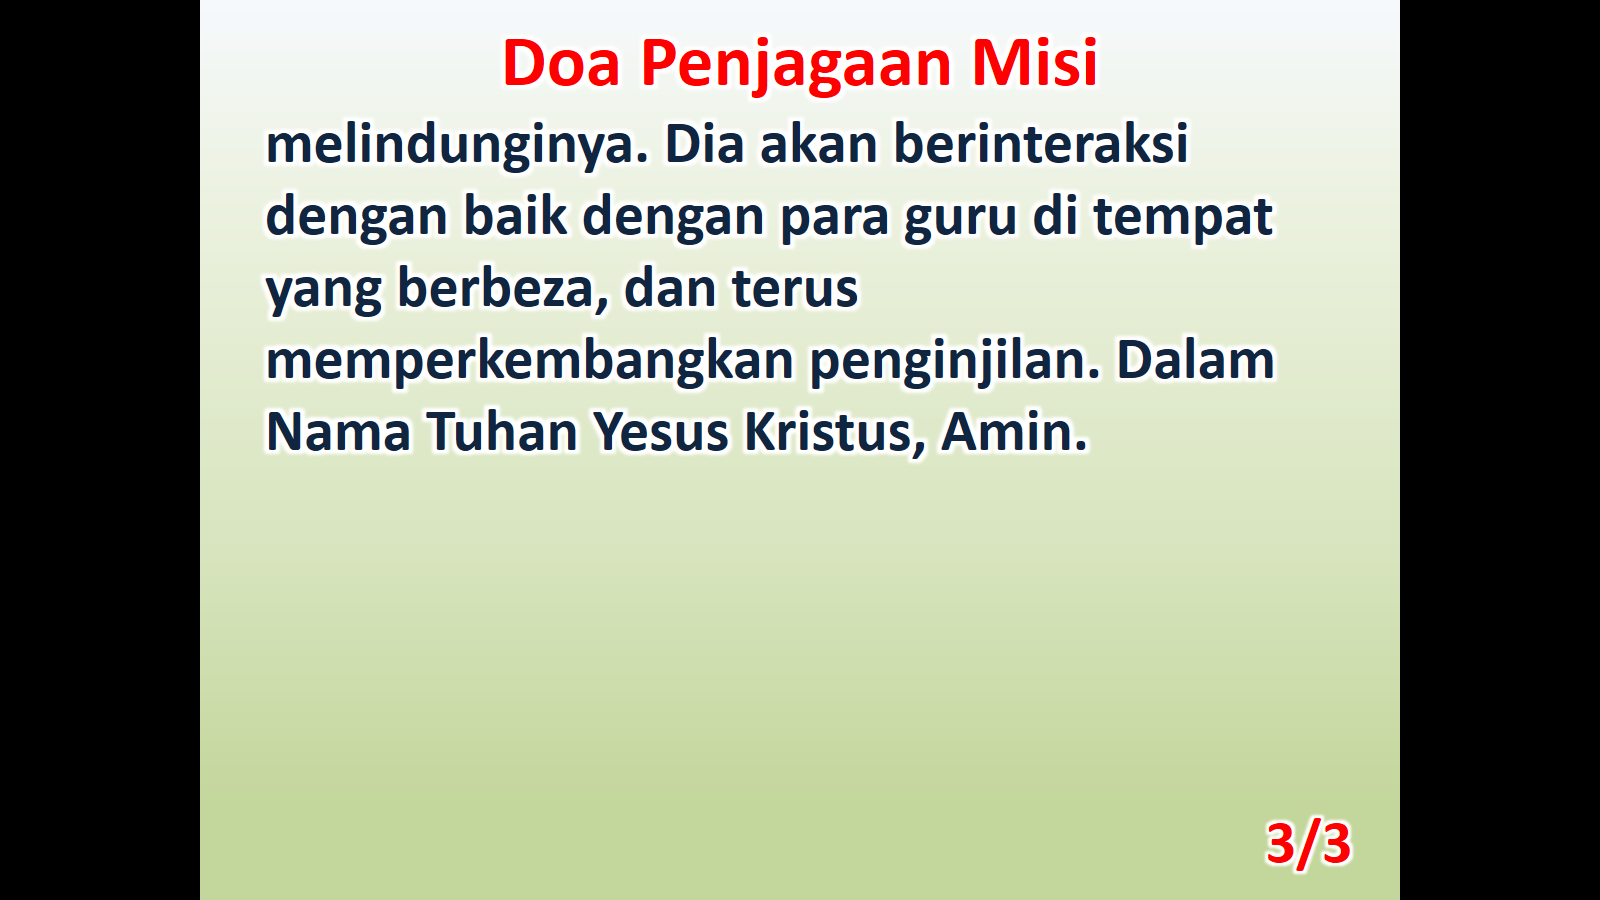 Doa Penjagaan Misi
melindunginya. Dia akan berinteraksi
dengan baik dengan para guru di tempat
yang berbeza, dan terus
memperkembangkan penginjilan. Dalam
Nama Tuhan Yesus Kristus, Amin.
3/3